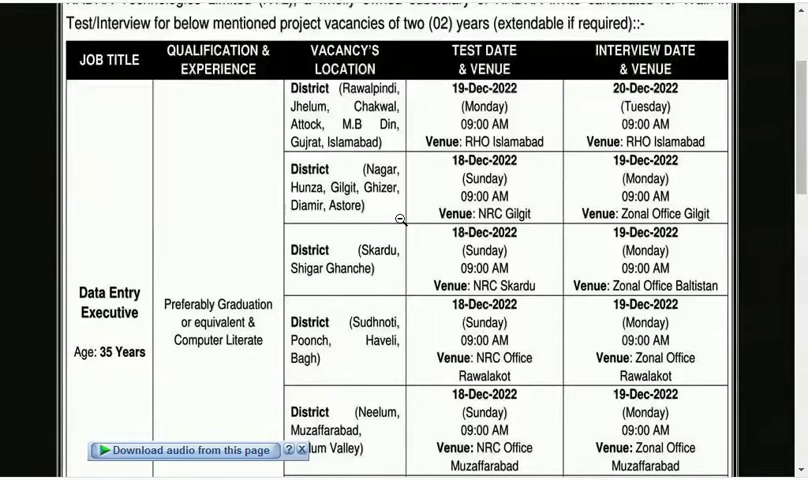 Test/Interview for below mentioned project vacancies of two (02) years (extendable if required)::-
JOB TITLE
QUALIFICATION &
EXPERIENCE
VACANCY'S
LOCATION
TEST DATE
& VENUE
INTERVIEW DATE
& VENUE
Data Entry
Executive
Age: 35 Years
Preferably Graduation
or equivalent &
Computer Literate
District (Rawalpindi,
Jhelum, Chakwal,
Attock, M.B Din,
Gujrat, Islamabad)
19-Dec-2022
(Monday)
09:00 AM
Venue: RHO Islamabad
20-Dec-2022
(Tuesday)
09:00 AM
Venue: RHO Islamabad
District (Nagar,
Hunza, Gilgit, Ghizer,
Diamir, Astore)
18-Dec-2022
(Sunday)
09:00 AM
Venue: NRC Gilgit
19-Dec-2022
(Monday)
09:00 AM
Venue: Zonal Office Gilgit
District (Skardu,
Shigar Ghanche)
18-Dec-2022
(Sunday)
09:00 AM
Venue: NRC Skardu
19-Dec-2022
(Monday)
09:00 AM
Venue: Zonal Office Baltistan
District (Sudhnoti,
Poonch, Haveli,
Bagh)
18-Dec-2022
(Sunday)
09:00 AM
Venue: NRC Office
Rawalakot
19-Dec-2022
(Monday)
09:00 AM
Venue: Zonal Office
Rawalakot
District (Neelum,
Muzaffarabad,
lum Valley)
18-Dec-2022
(Sunday)
09:00 AM
Venue: NRC Office
Muzaffarabad
19-Dec-2022
(Monday)
09:00 AM
Venue: Zonal Office
Muzaffarabad
Download audio from this page ? X